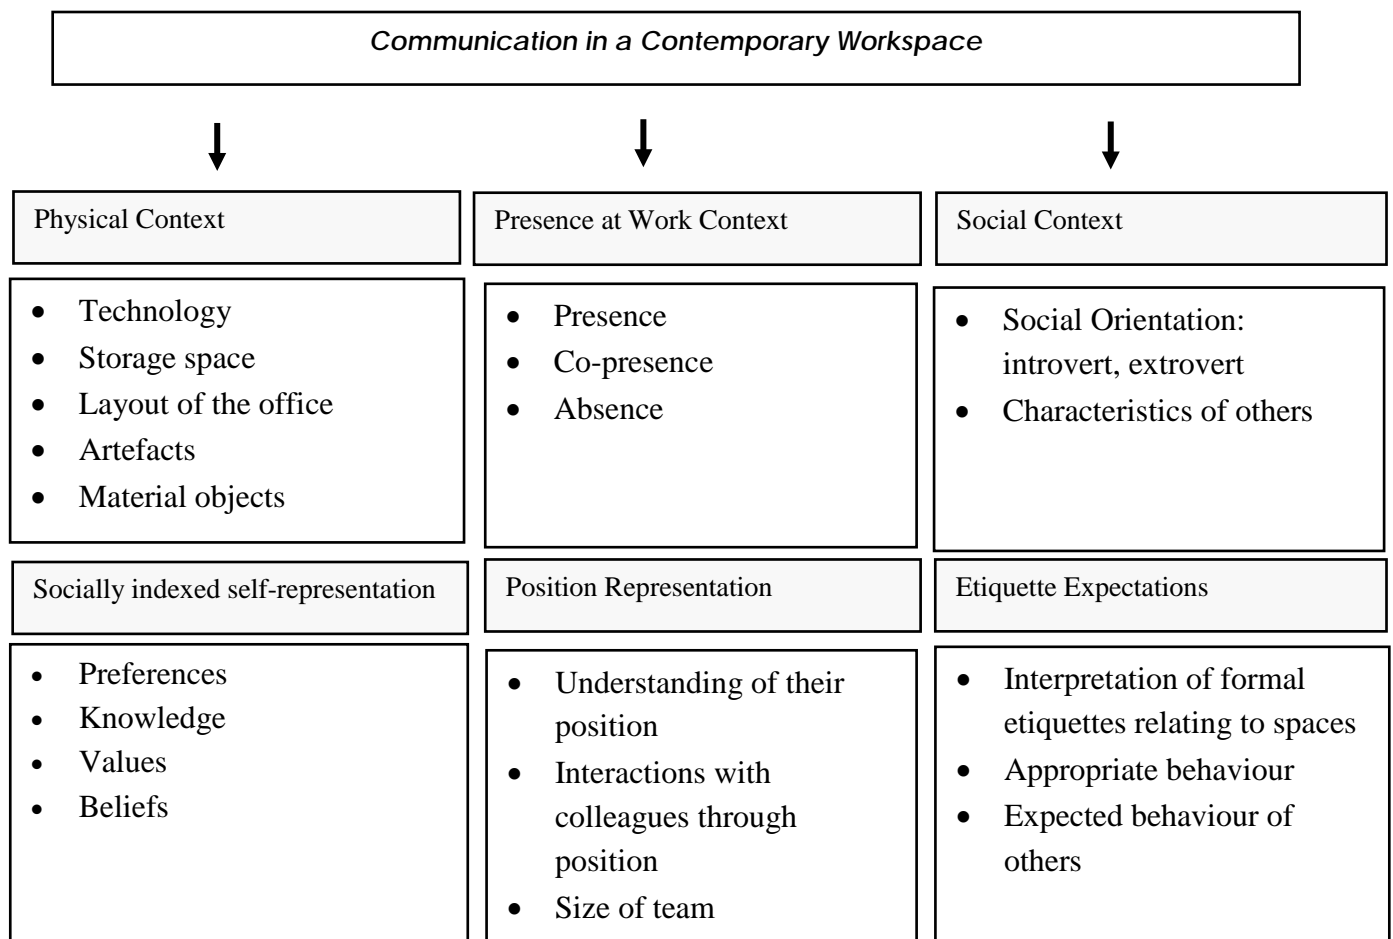 Communication in a Contemporary Workspace
Physical Context
• Technology
• Storage space
• Layout of the office
• Artefacts
• Material objects
Presence at Work Context
• Presence
• Co-presence
• Absence
Social Context
• Social Orientation:
introvert, extrovert
• Characteristics of others
Socially indexed self-representation
• Preferences
• Knowledge
• Values
• Beliefs
Position Representation
• Understanding of their
position
• Interactions with
colleagues through
position
• Size of team
Etiquette Expectations
• Interpretation of formal
etiquettes relating to spaces
• Appropriate behaviour
• Expected behaviour of
others